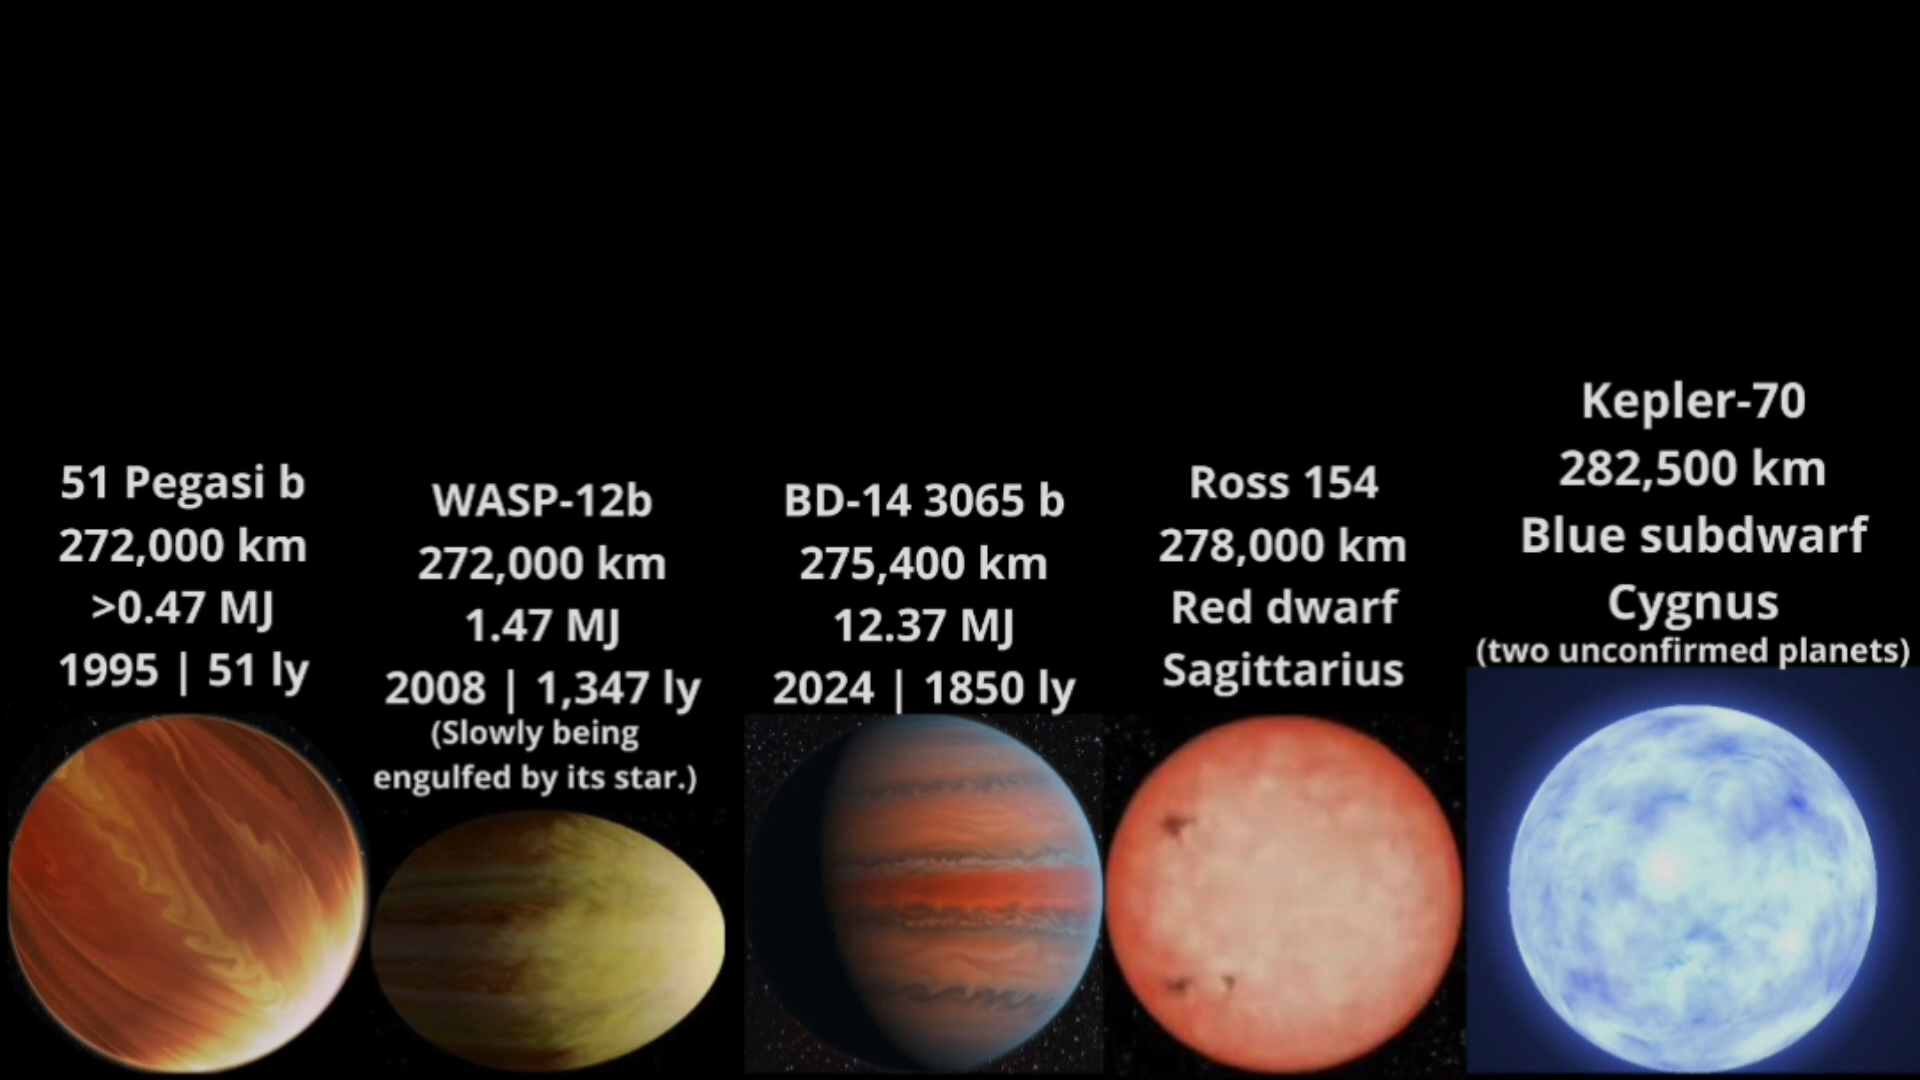 51 Pegasi b
272,000 km
>0.47 MJ
1995 | 51 ly
WASP-12b
272,000 km
1.47 MJ
2008 | 1,347 ly
(Slowly being
engulfed by its star.)
BD-14 3065 b
275,400 km
12.37 MJ
2024 | 1850 ly
Ross 154
278,000 km
Red dwarf
Sagittarius
Kepler-70
282,500 km
Blue subdwarf
Cygnus
(two unconfirmed planets)